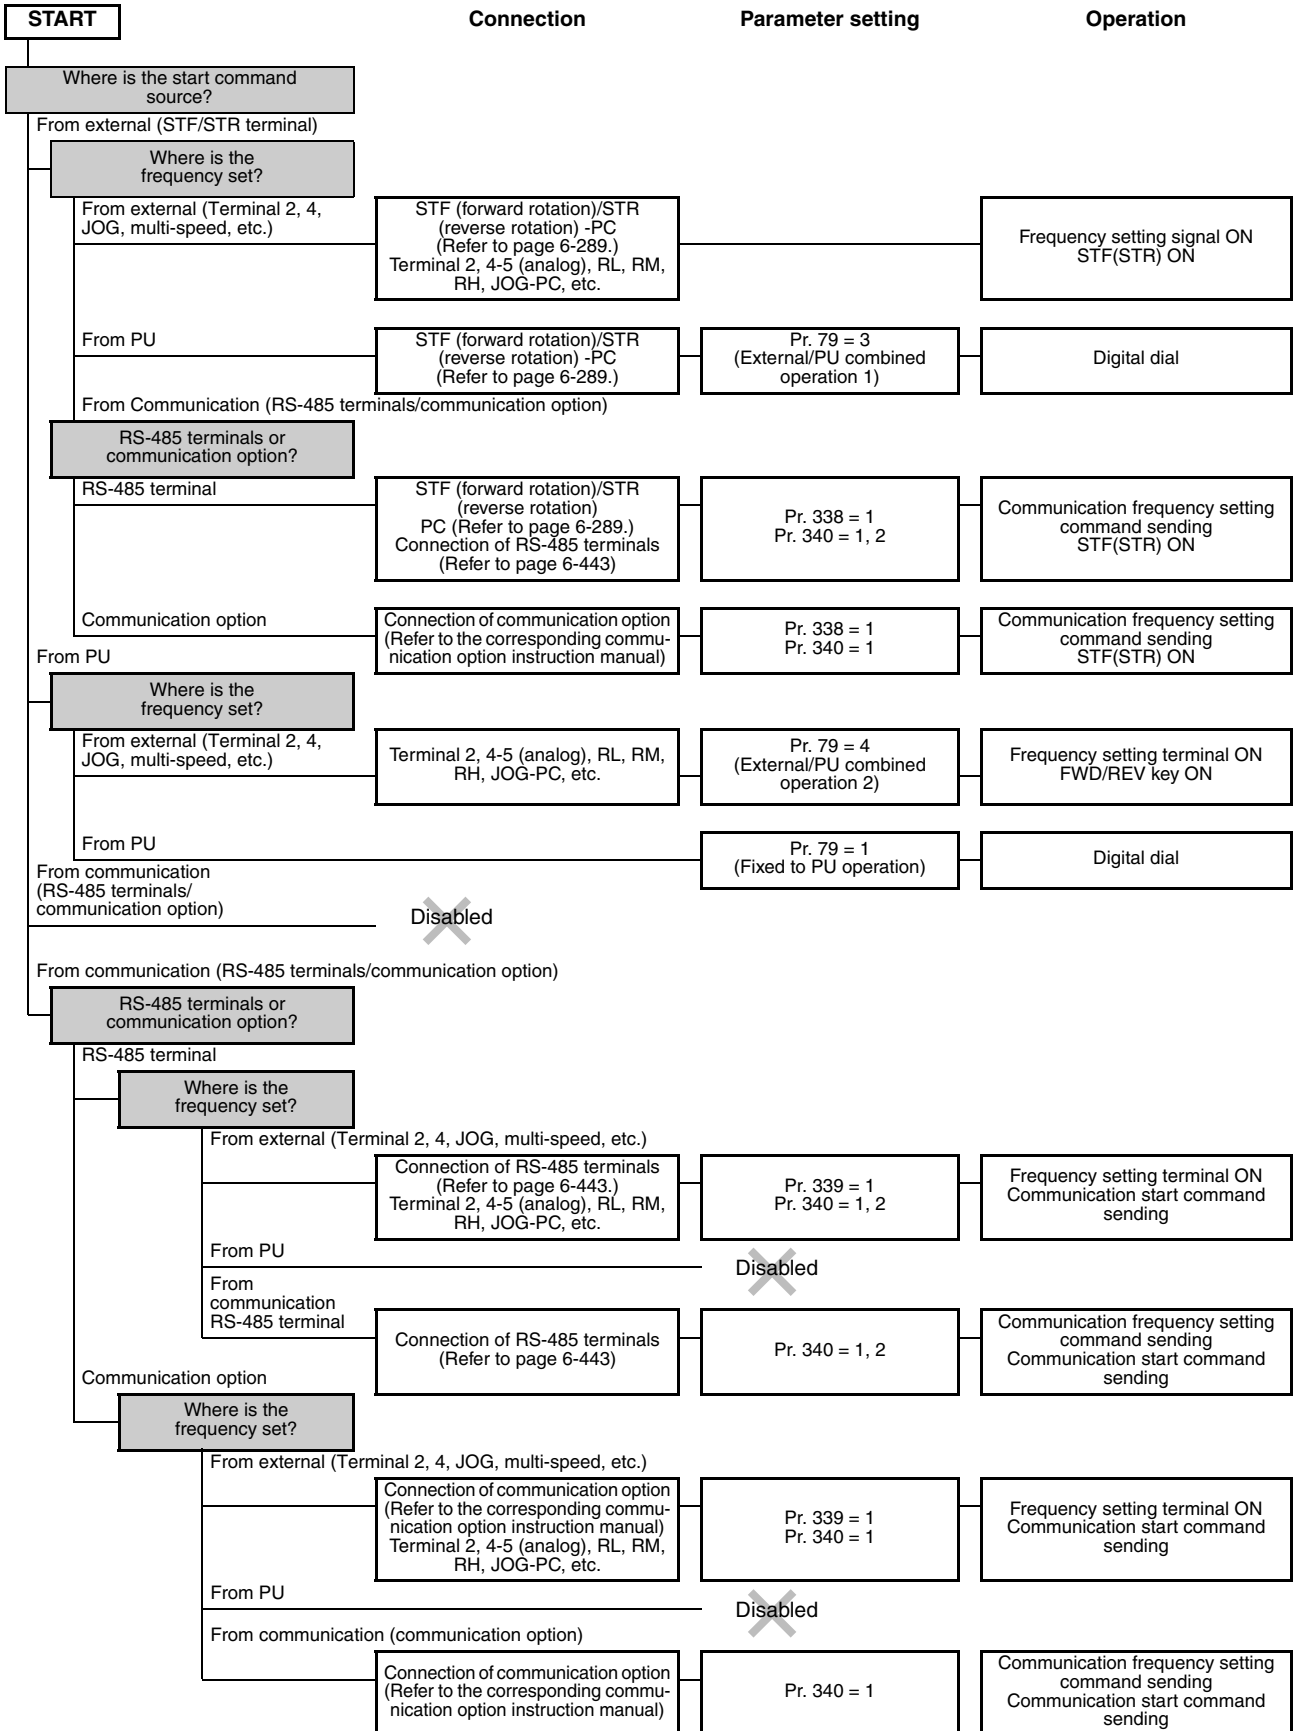 START
Connection
Parameter setting
Operation
Where is the start command
source?
From external (STF/STR terminal)
Where is the
frequency set?
From external (Terminal 2, 4,
JOG, multi-speed, etc.)
STF (forward rotation)/STR
(reverse rotation) -PC
(Refer to page 6-289.)
Terminal 2, 4-5 (analog), RL, RM,
RH, JOG-PC, etc.
Frequency setting signal ON
STF(STR) ON
From PU
STF (forward rotation)/STR
(reverse rotation) -PC
(Refer to page 6-289.)
Pr. 79 = 3
(External/PU combined
operation 1)
Digital dial
From Communication (RS-485 terminals/communication option)
RS-485 terminals or
communication option?
RS-485 terminal
STF (forward rotation)/STR
(reverse rotation)
PC (Refer to page 6-289.)
Connection of RS-485 terminals
(Refer to page 6-443)
Pr. 338 = 1
Pr. 340 = 1, 2
Communication frequency setting
command sending
STF(STR) ON
Communication option
Connection of communication option
(Refer to the corresponding commu-
nication option instruction manual)
Pr. 338 = 1
Pr. 340 = 1
Communication frequency setting
command sending
STF(STR) ON
From PU
Where is the
frequency set?
From external (Terminal 2, 4,
JOG, multi-speed, etc.)
Terminal 2, 4-5 (analog), RL, RM,
RH, JOG-PC, etc.
Pr. 79 = 4
(External/PU combined
operation 2)
Frequency setting terminal ON
FWD/REV key ON
From PU
Pr. 79 = 1
(Fixed to PU operation)
Digital dial
From communication
(RS-485 terminals/
communication option)
Disabled
From communication (RS-485 terminals/communication option)
RS-485 terminals or
communication option?
RS-485 terminal
Where is the
frequency set?
From external (Terminal 2, 4, JOG, multi-speed, etc.)
Connection of RS-485 terminals
(Refer to page 6-443.)
Terminal 2, 4-5 (analog), RL, RM,
RH, JOG-PC, etc.
Pr. 339 = 1
Pr. 340 = 1, 2
Frequency setting terminal ON
Communication start command
sending
From PU
Disabled
From
communication
RS-485 terminal
Connection of RS-485 terminals
(Refer to page 6-443)
Pr. 340 = 1, 2
Communication frequency setting
command sending
Communication start command
sending
Communication option
Where is the
frequency set?
From external (Terminal 2, 4, JOG, multi-speed, etc.)
Connection of communication option
(Refer to the corresponding commu-
nication option instruction manual)
Terminal 2, 4-5 (analog), RL, RM,
RH, JOG-PC, etc.
Pr. 339 = 1
Pr. 340 = 1
Frequency setting terminal ON
Communication start command
sending
From PU
Disabled
From communication (communication option)
Connection of communication option
(Refer to the corresponding commu-
nication option instruction manual)
Pr. 340 = 1
Communication frequency setting
command sending
Communication start command
sending